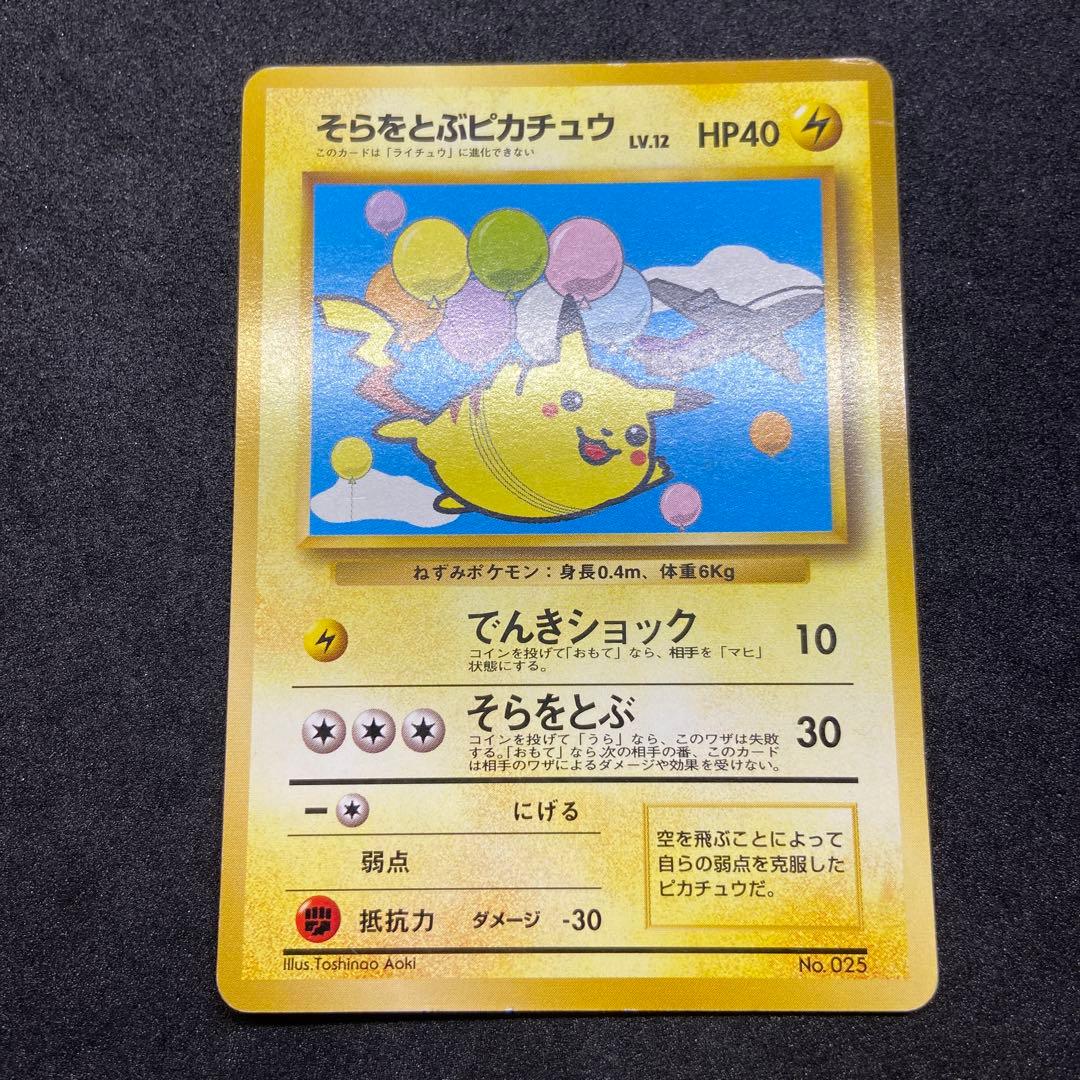 そらをとぶピカチュウ LV.12 HP40
このカードは「ライチュウ」に進化できない
ねずみポケモン：身長0.4m、体重6Kg
でんきショック 10
コインを投げて「おもて」なら、相手を「マヒ」
状態にする。
そらをとぶ 30
コインを投げて「うら」なら、このワザは失敗
する。「おもて」なら、次の相手の番、このカード
は相手のワザによるダメージや効果を受けない。
にげる
弱点
抵抗力 ダメージ -30
空を飛ぶことによって
自らの弱点を克服した
ピカチュウだ。
Illus.Toshinao Aoki No. 025